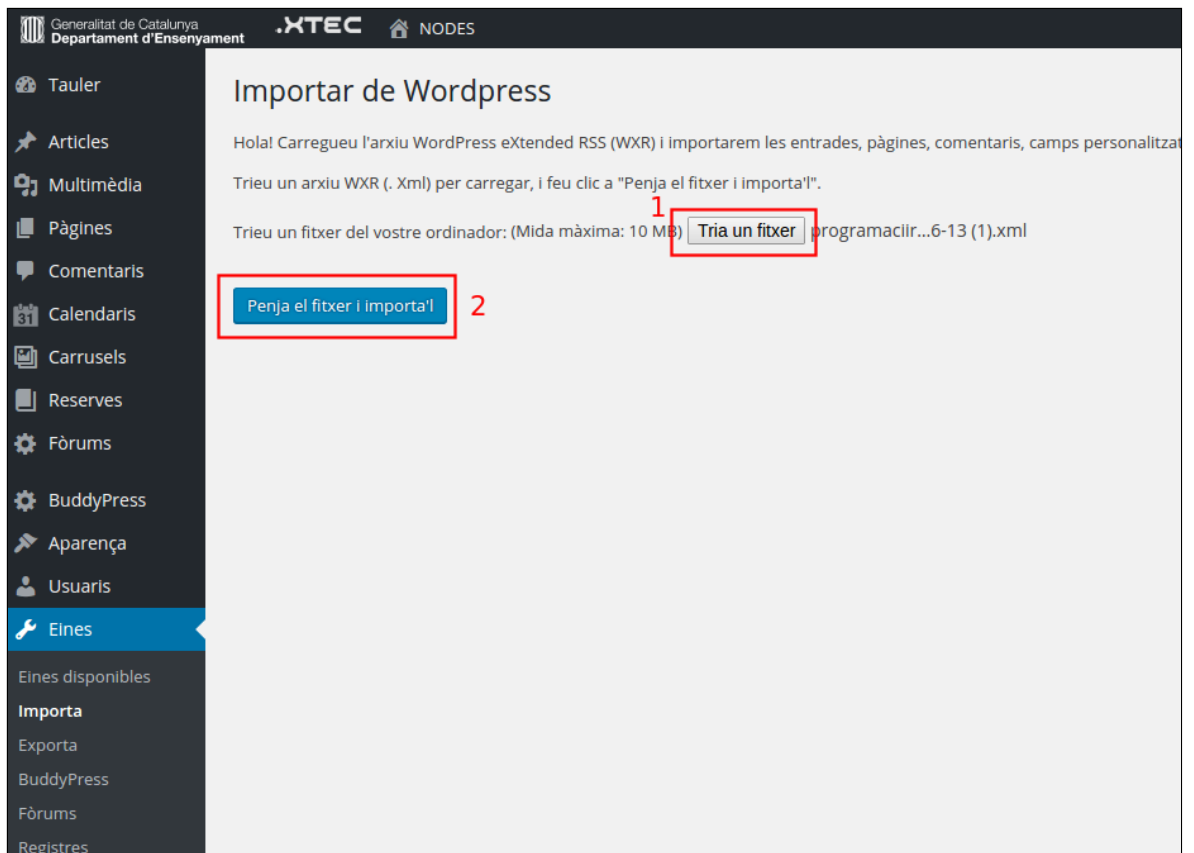 Generalitat de Catalunya
Departament d'Ensenyament
.XTEC
NODES
Tauler
Articles
Multimèdia
Pàgines
Comentaris
Calendaris
Carrusels
Reserves
Fòrums
BuddyPress
Aparença
Usuaris
Eines
Eines disponibles
Importa
Exporta
BuddyPress
Fòrums
Registres
Importar de Wordpress
Hola! Carregueu l'arxiu WordPress eXtended RSS (WXR) i importarem les entrades, pàgines, comentaris, camps personalitzat
Trieu un arxiu WXR (. Xml) per carregar, i feu clic a "Penja el fitxer i importa'l".
1
Trieu un fitxer del vostre ordinador: (Mida màxima: 10 MB) Tria un fitxer programaciir...6-13 (1).xml
Penja el fitxer i importa'l 2